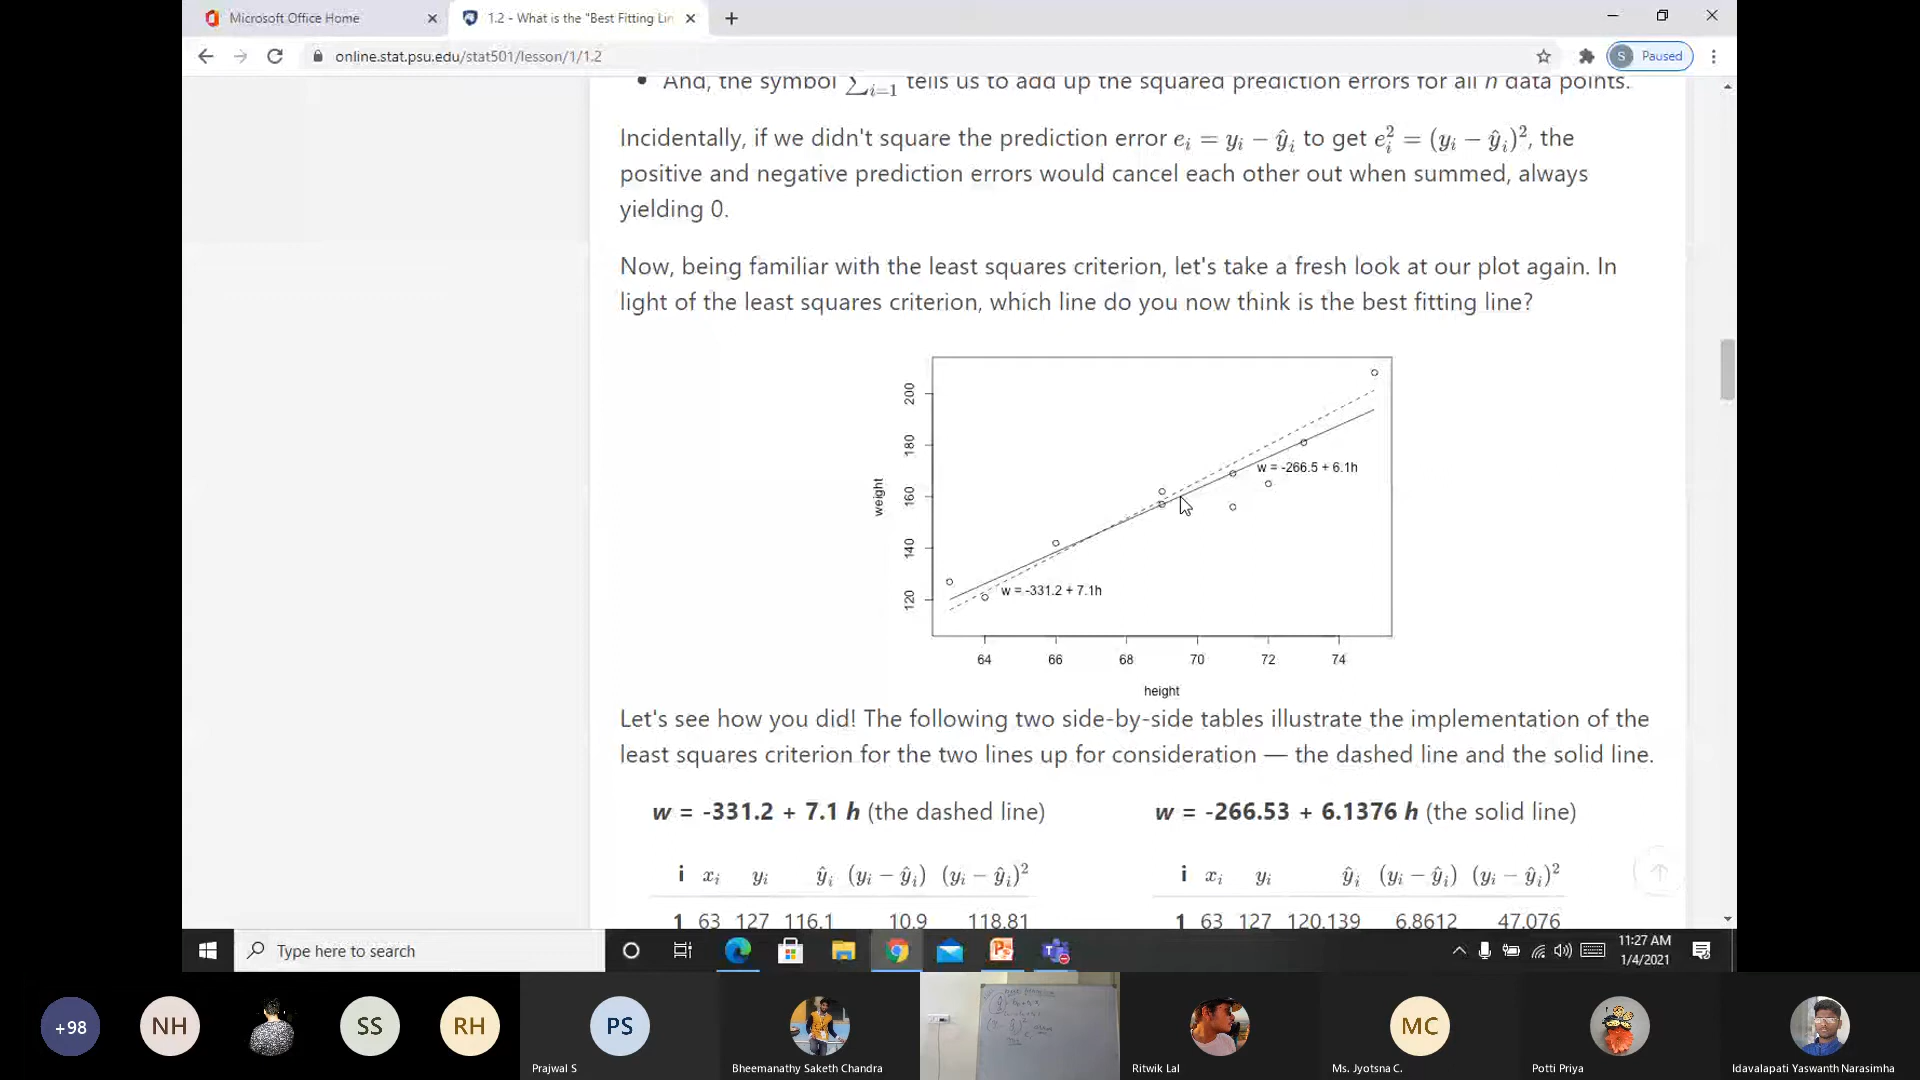 Microsoft Office Home
1.2 - What is the "Best Fitting Lin
online.stat.psu.edu/stat501/lesson/1/1.2
S Paused
And, the symbol ∑i=1 tells us to add up the squared prediction errors for all n data points.
Incidentally, if we didn't square the prediction error eᵢ = yᵢ − ŷᵢ to get eᵢ² = (yᵢ − ŷᵢ)², the
positive and negative prediction errors would cancel each other out when summed, always
yielding 0.
Now, being familiar with the least squares criterion, let's take a fresh look at our plot again. In
light of the least squares criterion, which line do you now think is the best fitting line?
200
180
160
140
120
weight
w = -266.5 + 6.1h
w = -331.2 + 7.1h
64 66 68 70 72 74
height
Let's see how you did! The following two side-by-side tables illustrate the implementation of the
least squares criterion for the two lines up for consideration — the dashed line and the solid line.
w = -331.2 + 7.1 h (the dashed line)
i xᵢ yᵢ ŷᵢ (yᵢ − ŷᵢ) (yᵢ − ŷᵢ)²
1 63 127 116.1 10.9 118.81
w = -266.53 + 6.1376 h (the solid line)
i xᵢ yᵢ ŷᵢ (yᵢ − ŷᵢ) (yᵢ − ŷᵢ)²
1 63 127 120.139 6.8612 47.076
Type here to search
11:27 AM
1/4/2021
+98
NH
SS
RH
PS
MC
Prajwal S
Bheemanathy Saketh Chandra
Ritwik Lal
Ms. Jyotsna C.
Potti Priya
Idavalapati Yaswanth Narasimha